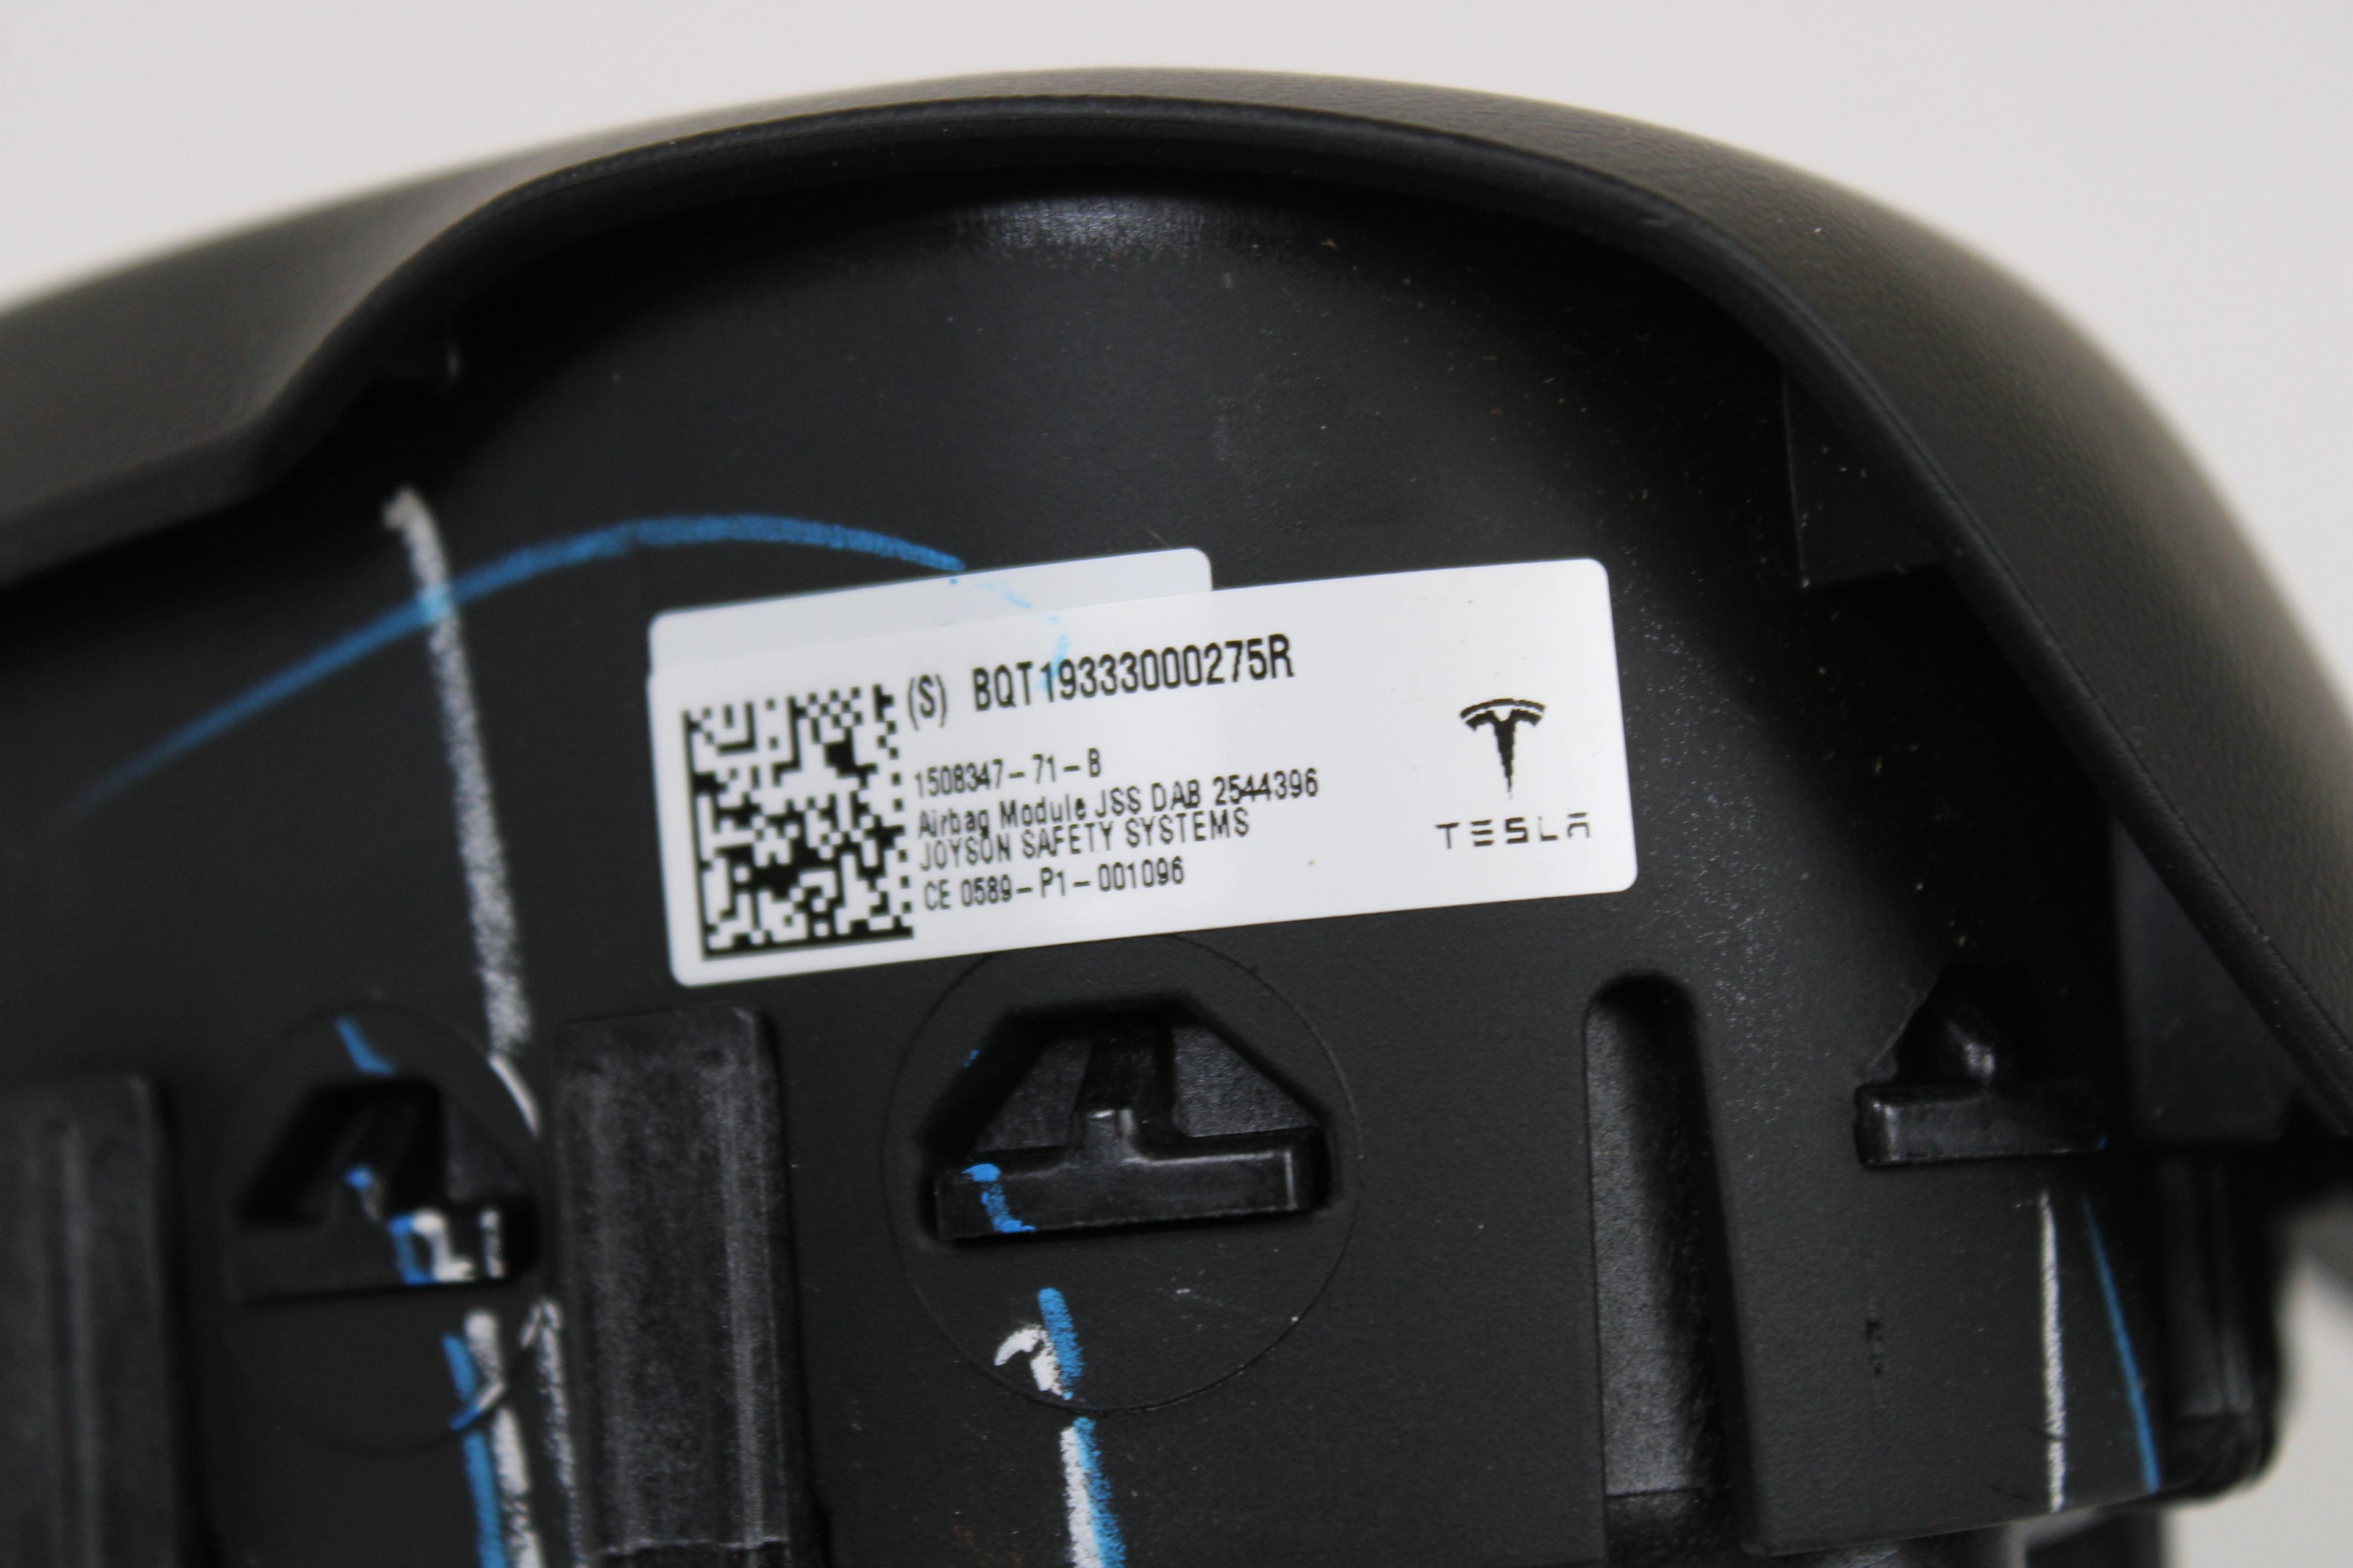 (S) BQT19333000275R
1508347-71-B
Airbag Module JSS DAB 2544396
JOYSON SAFETY SYSTEMS
CE 0589-P1-001096
TESLA